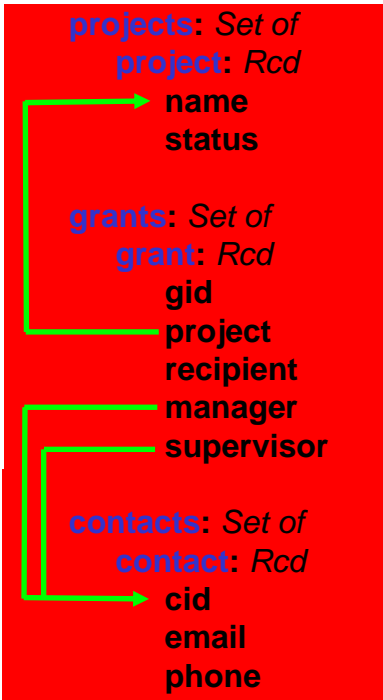 projects: Set of
project: Rcd
name
status
grants: Set of
grant: Rcd
gid
project
recipient
manager
supervisor
contacts: Set of
contact: Rcd
cid
email
phone